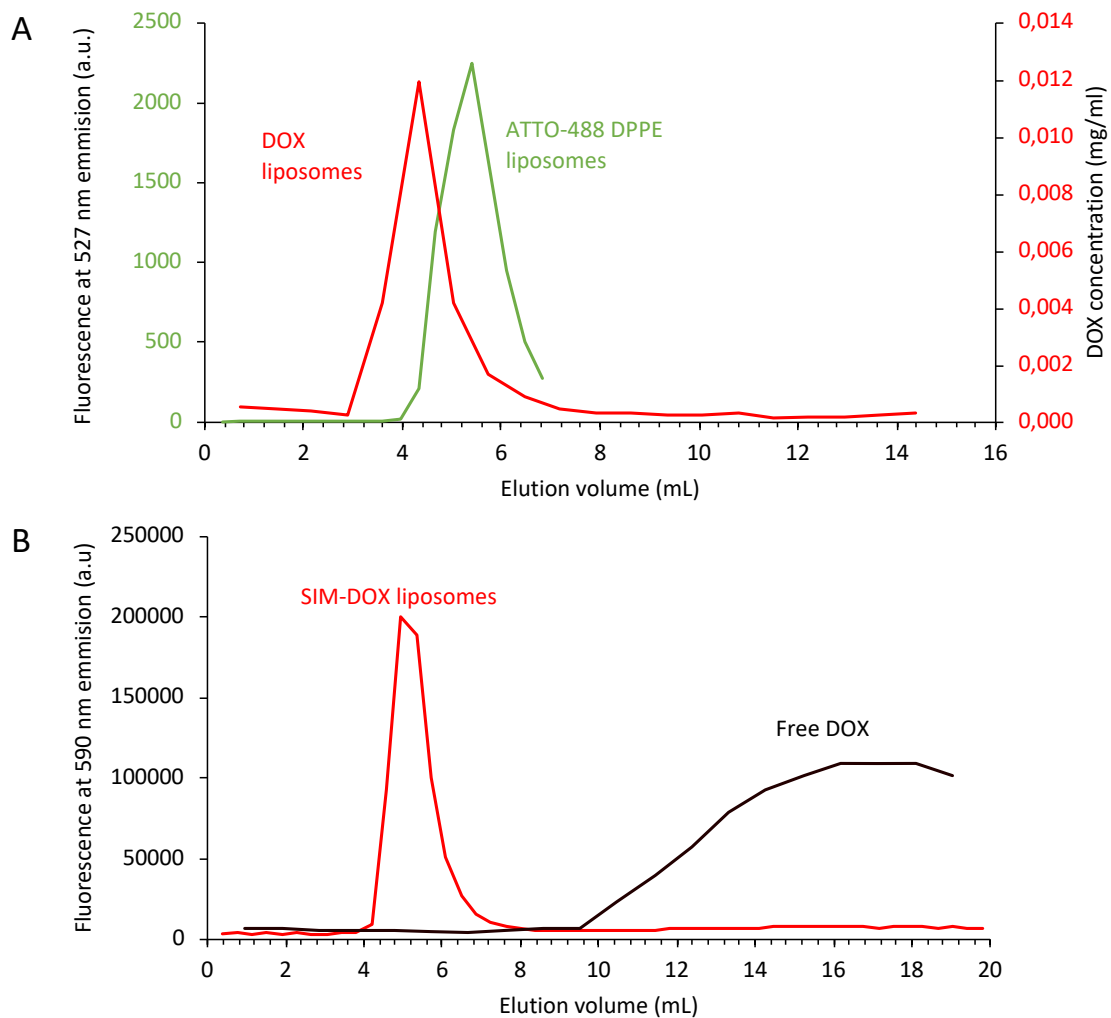 A
Fluorescence at 527 nm emmision (a.u.)
2500
2000
1500
1000
500
0
DOX
liposomes
ATTO-488 DPPE
liposomes
0,014
0,012
0,010
0,008
0,006
0,004
0,002
0,000
DOX concentration (mg/ml)
0 2 4 6 8 10 12 14 16
Elution volume (mL)
B
Fluorescence at 590 nm emmision (a.u)
250000
200000
150000
100000
50000
0
SIM-DOX liposomes
Free DOX
0 2 4 6 8 10 12 14 16 18 20
Elution volume (mL)